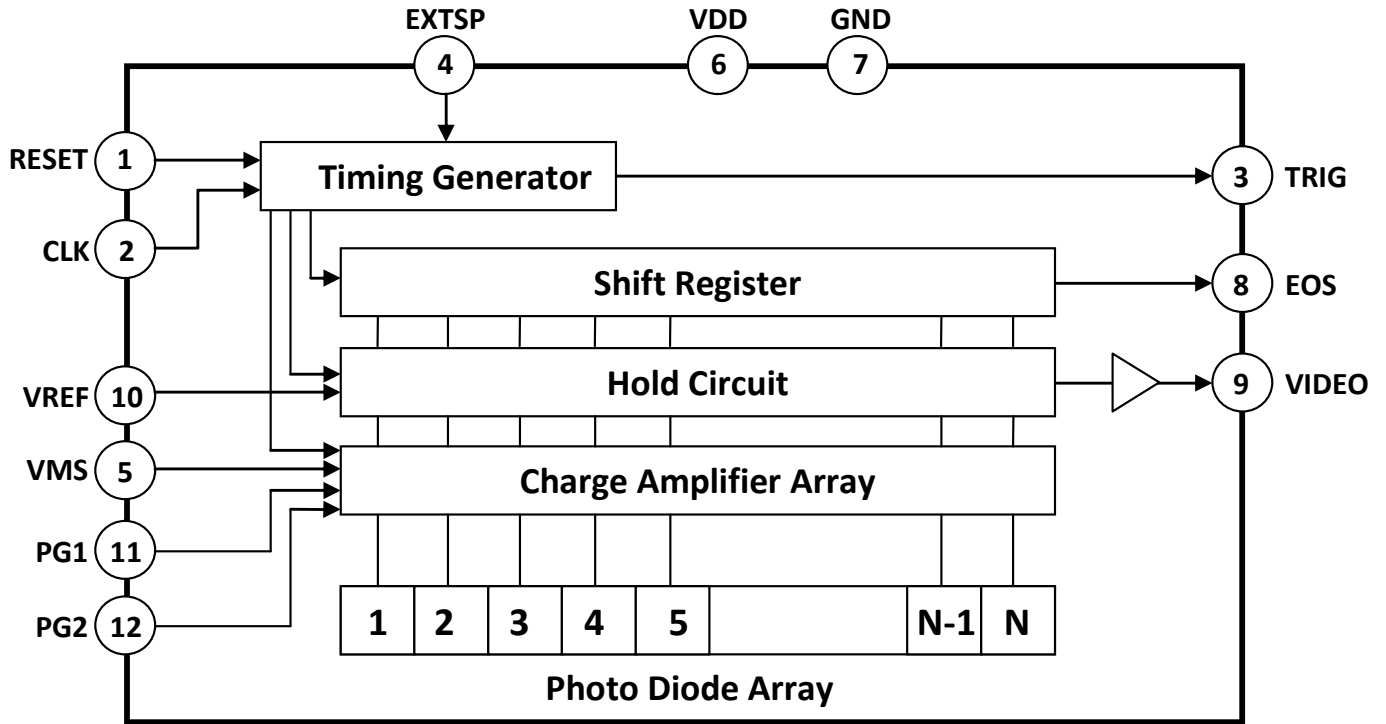 EXTSP
VDD
GND
4
6
7
RESET
1
Timing Generator
3
TRIG
CLK
2
Shift Register
8
EOS
Hold Circuit
9
VIDEO
VREF
10
VMS
5
Charge Amplifier Array
PG1
11
PG2
12
1
2
3
4
5
N-1
N
Photo Diode Array